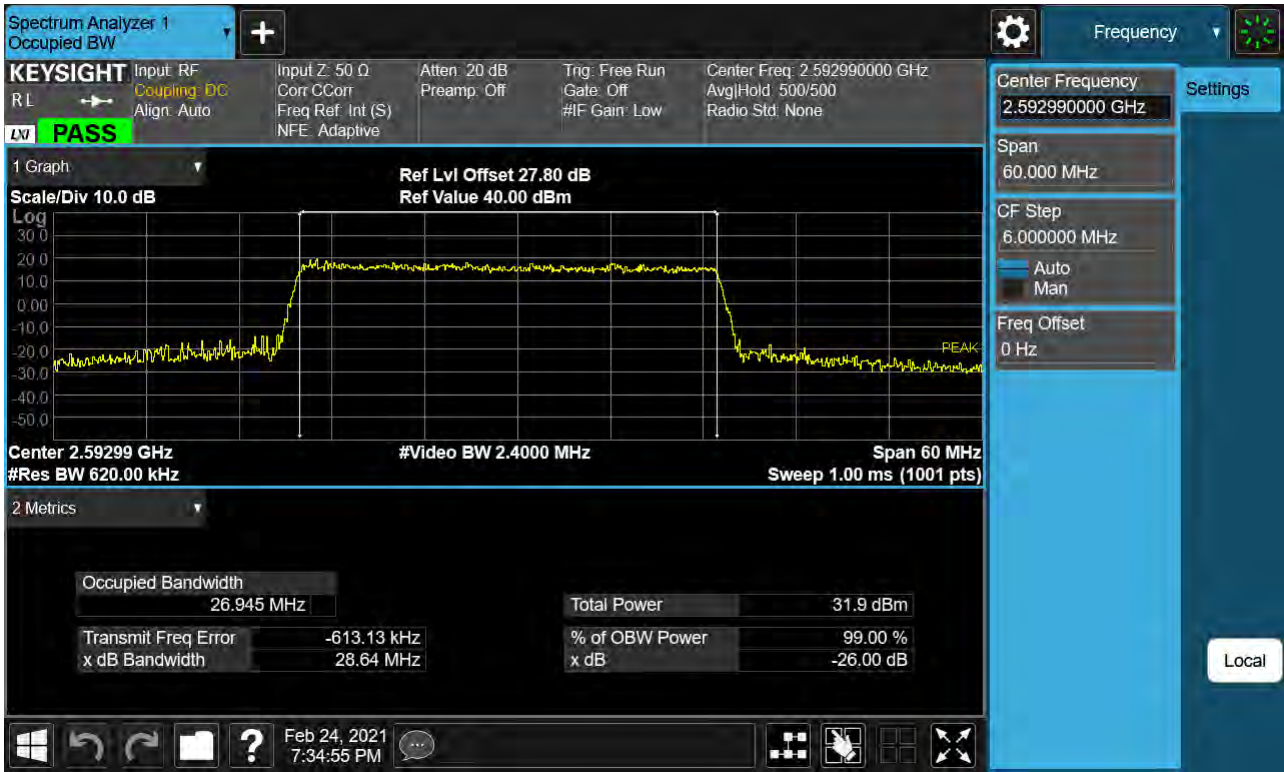 Spectrum Analyzer 1
Occupied BW
+
Frequency
KEYSIGHT
RL
LXI
PASS
Input: RF
Coupling: DC
Align: Auto
Input Z: 50 Ω
Corr CCorr
Freq Ref: Int (S)
NFE: Adaptive
Atten: 20 dB
Preamp: Off
Trig: Free Run
Gate: Off
#IF Gain: Low
Center Freq: 2.592990000 GHz
Avg|Hold: 500/500
Radio Std: None
Center Frequency
2.592990000 GHz
Settings
Span
60.000 MHz
CF Step
6.000000 MHz
Auto
Man
Freq Offset
0 Hz
Local
1 Graph
Scale/Div 10.0 dB
Ref Lvl Offset 27.80 dB
Ref Value 40.00 dBm
Log
30.0
20.0
10.0
0.00
-10.0
-20.0
-30.0
-40.0
-50.0
PEAK
Center 2.59299 GHz
#Video BW 2.4000 MHz
Span 60 MHz
#Res BW 620.00 kHz
Sweep 1.00 ms (1001 pts)
2 Metrics
Occupied Bandwidth
26.945 MHz
Total Power 31.9 dBm
Transmit Freq Error -613.13 kHz
% of OBW Power 99.00 %
x dB Bandwidth 28.64 MHz
x dB -26.00 dB
?
Feb 24, 2021
7:34:55 PM